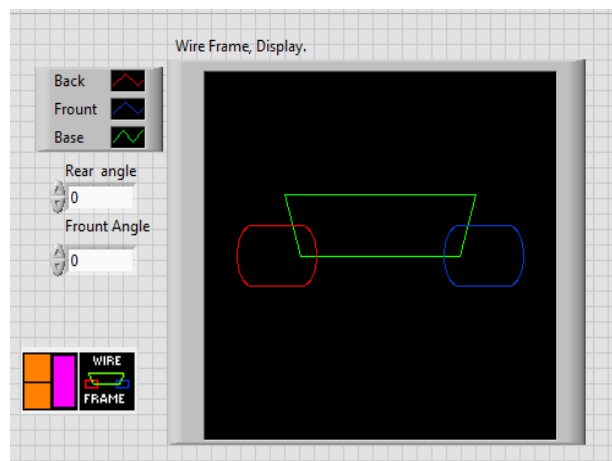 Wire Frame, Display.
Back
Frount
Base
Rear angle
0
Frount Angle
0
WIRE
FRAME